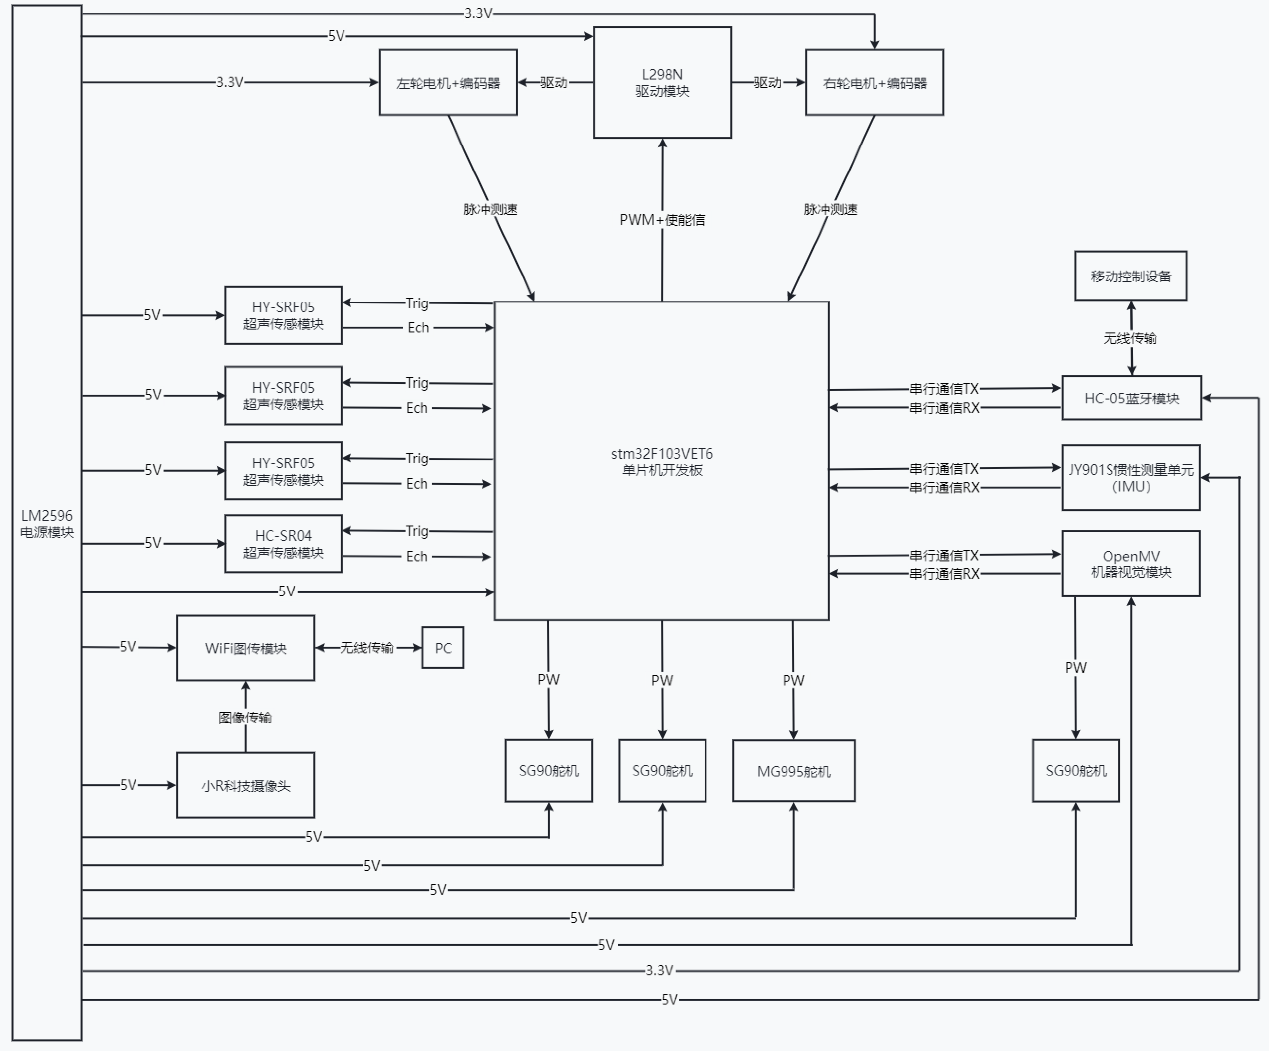 3.3V
5V
3.3V
左轮电机+编码器
驱动
L298N
驱动模块
驱动
右轮电机+编码器
脉冲测速
PWM+使能信
脉冲测速
移动控制设备
无线传输
5V
HY-SRF05
超声传感模块
Trig
Ech
5V
HY-SRF05
超声传感模块
Trig
Ech
5V
HY-SRF05
超声传感模块
Trig
Ech
5V
HC-SR04
超声传感模块
Trig
Ech
stm32F103VET6
单片机开发板
串行通信TX
串行通信RX
HC-05蓝牙模块
串行通信TX
串行通信RX
JY901S惯性测量单元
（IMU）
串行通信TX
串行通信RX
OpenMV
机器视觉模块
LM2596
电源模块
5V
5V
WiFi图传模块
无线传输
PC
图像传输
5V
小R科技摄像头
PW
PW
PW
PW
SG90舵机
SG90舵机
MG995舵机
SG90舵机
5V
5V
5V
5V
5V
3.3V
5V